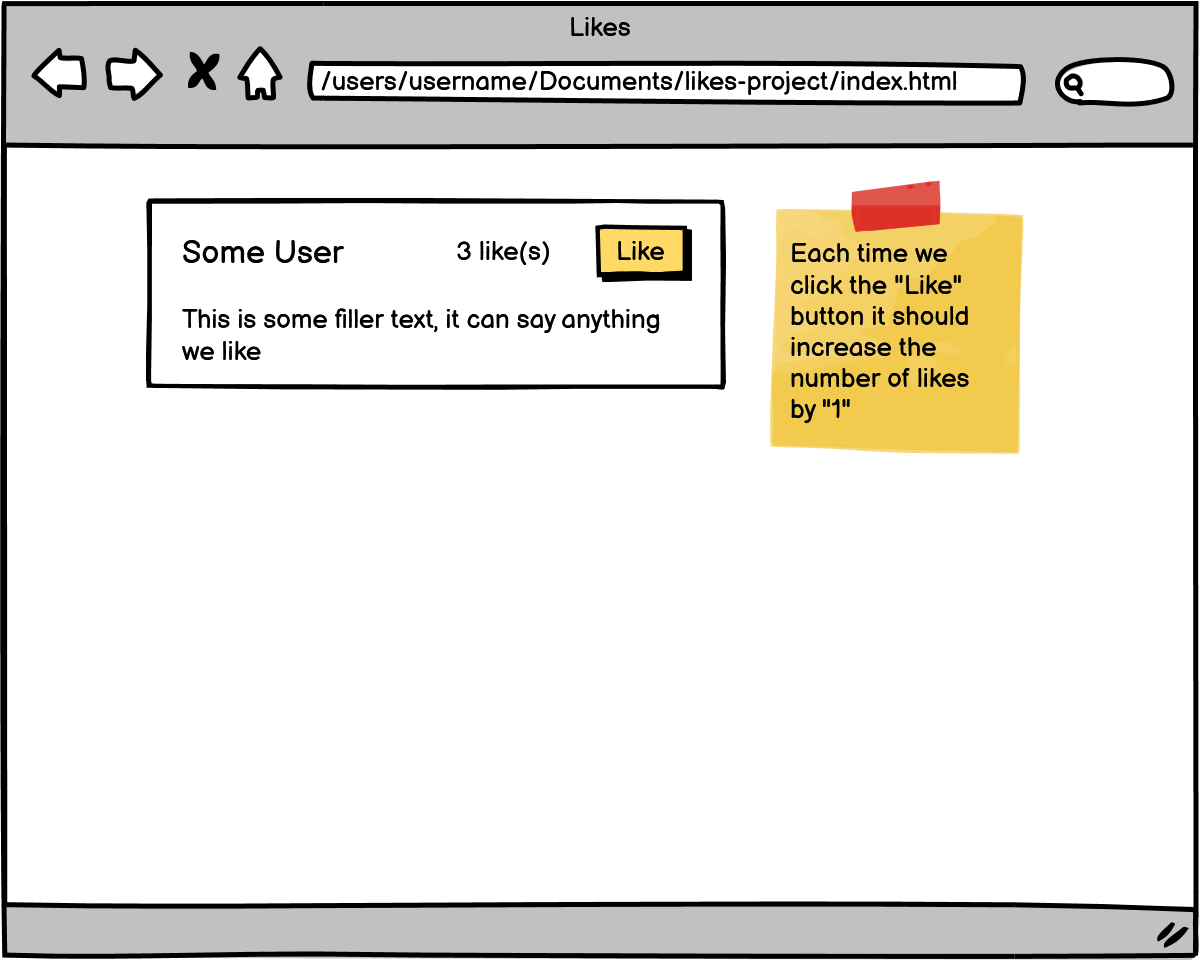 Likes
/users/username/Documents/likes-project/index.html
Some User
3 like(s)
Like
This is some filler text, it can say anything
we like
Each time we
click the "Like"
button it should
increase the
number of likes
by "1"